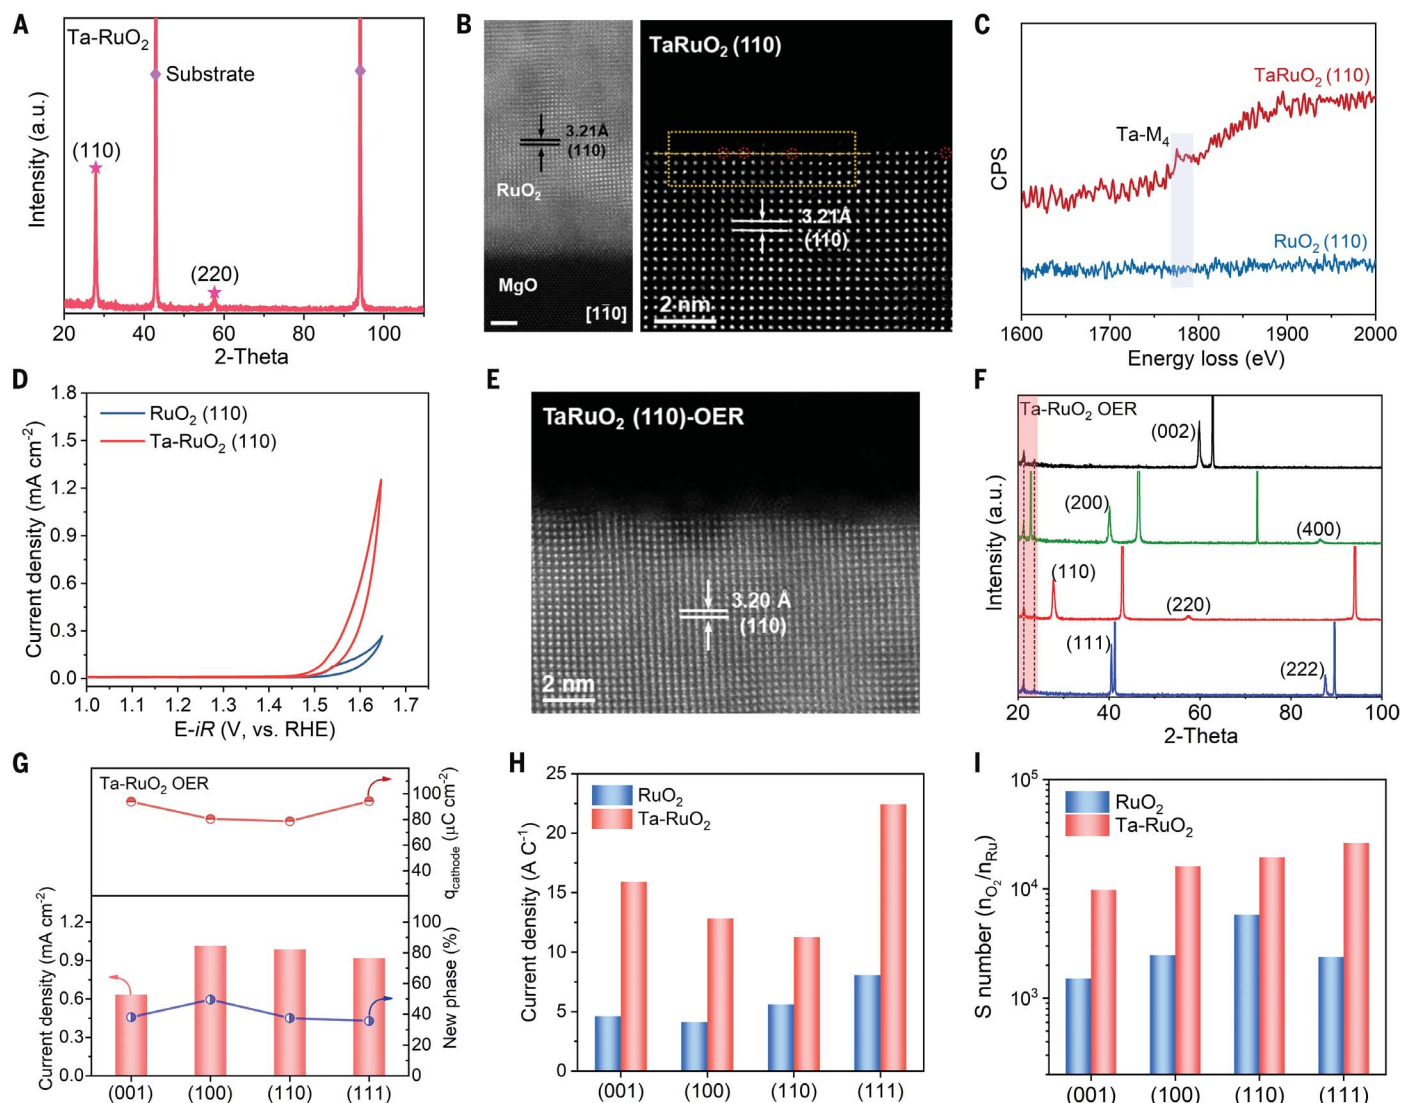 A
Ta-RuO2
Substrate
(110)
(220)
Intensity (a.u.)
20 40 60 80 100
2-Theta
B
3.21Å
(110)
RuO2
MgO
[11̄0]
TaRuO2 (110)
3.21Å
(110)
2 nm
C
TaRuO2 (110)
Ta-M4
RuO2 (110)
CPS
1600 1700 1800 1900 2000
Energy loss (eV)
D
1.8
1.5
1.2
0.9
0.6
0.3
0.0
RuO2 (110)
Ta-RuO2 (110)
Current density (mA cm-2)
1.0 1.1 1.2 1.3 1.4 1.5 1.6 1.7
E-iR (V, vs. RHE)
E
TaRuO2 (110)-OER
3.20 Å
(110)
2 nm
F
Ta-RuO2 OER
(002)
(200)
(400)
(110)
(220)
(111)
(222)
Intensity (a.u.)
20 40 60 80 100
2-Theta
G
Ta-RuO2 OER
100
80
60
40
qcathode (μC cm-2)
1.2
0.9
0.6
0.3
0.0
Current density (mA cm-2)
100
80
60
40
20
0
New phase (%)
(001) (100) (110) (111)
H
25
20
15
10
5
0
RuO2
Ta-RuO2
Current density (A C-1)
(001) (100) (110) (111)
I
10^5
10^4
10^3
RuO2
Ta-RuO2
S number (nO2/nRu)
(001) (100) (110) (111)